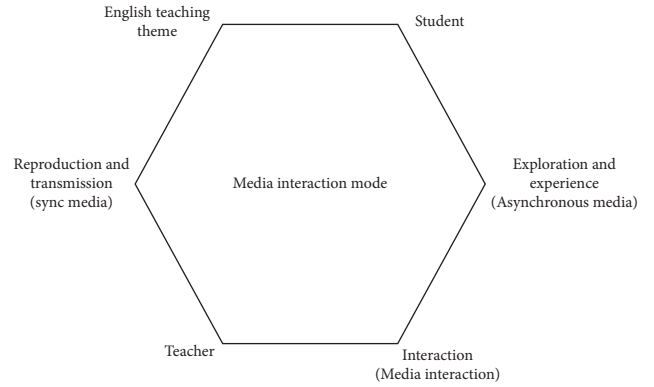 English teaching
theme
Student
Reproduction and
transmission
(sync media)
Media interaction mode
Exploration and
experience
(Asynchronous media)
Teacher
Interaction
(Media interaction)